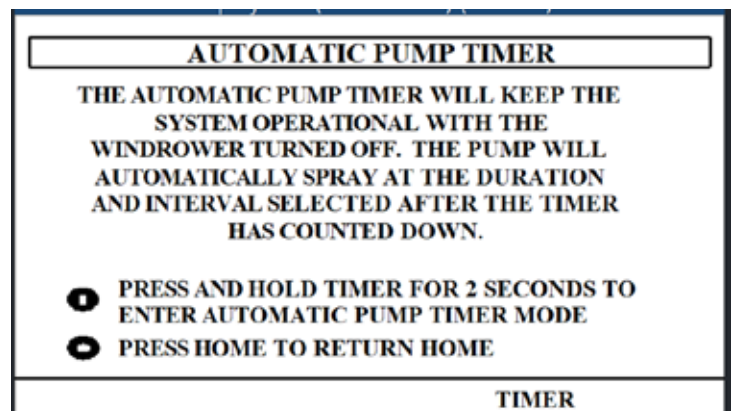 AUTOMATIC PUMP TIMER
THE AUTOMATIC PUMP TIMER WILL KEEP THE
SYSTEM OPERATIONAL WITH THE
WINDROWER TURNED OFF. THE PUMP WILL
AUTOMATICALLY SPRAY AT THE DURATION
AND INTERVAL SELECTED AFTER THE TIMER
HAS COUNTED DOWN.
PRESS AND HOLD TIMER FOR 2 SECONDS TO
ENTER AUTOMATIC PUMP TIMER MODE
PRESS HOME TO RETURN HOME
TIMER